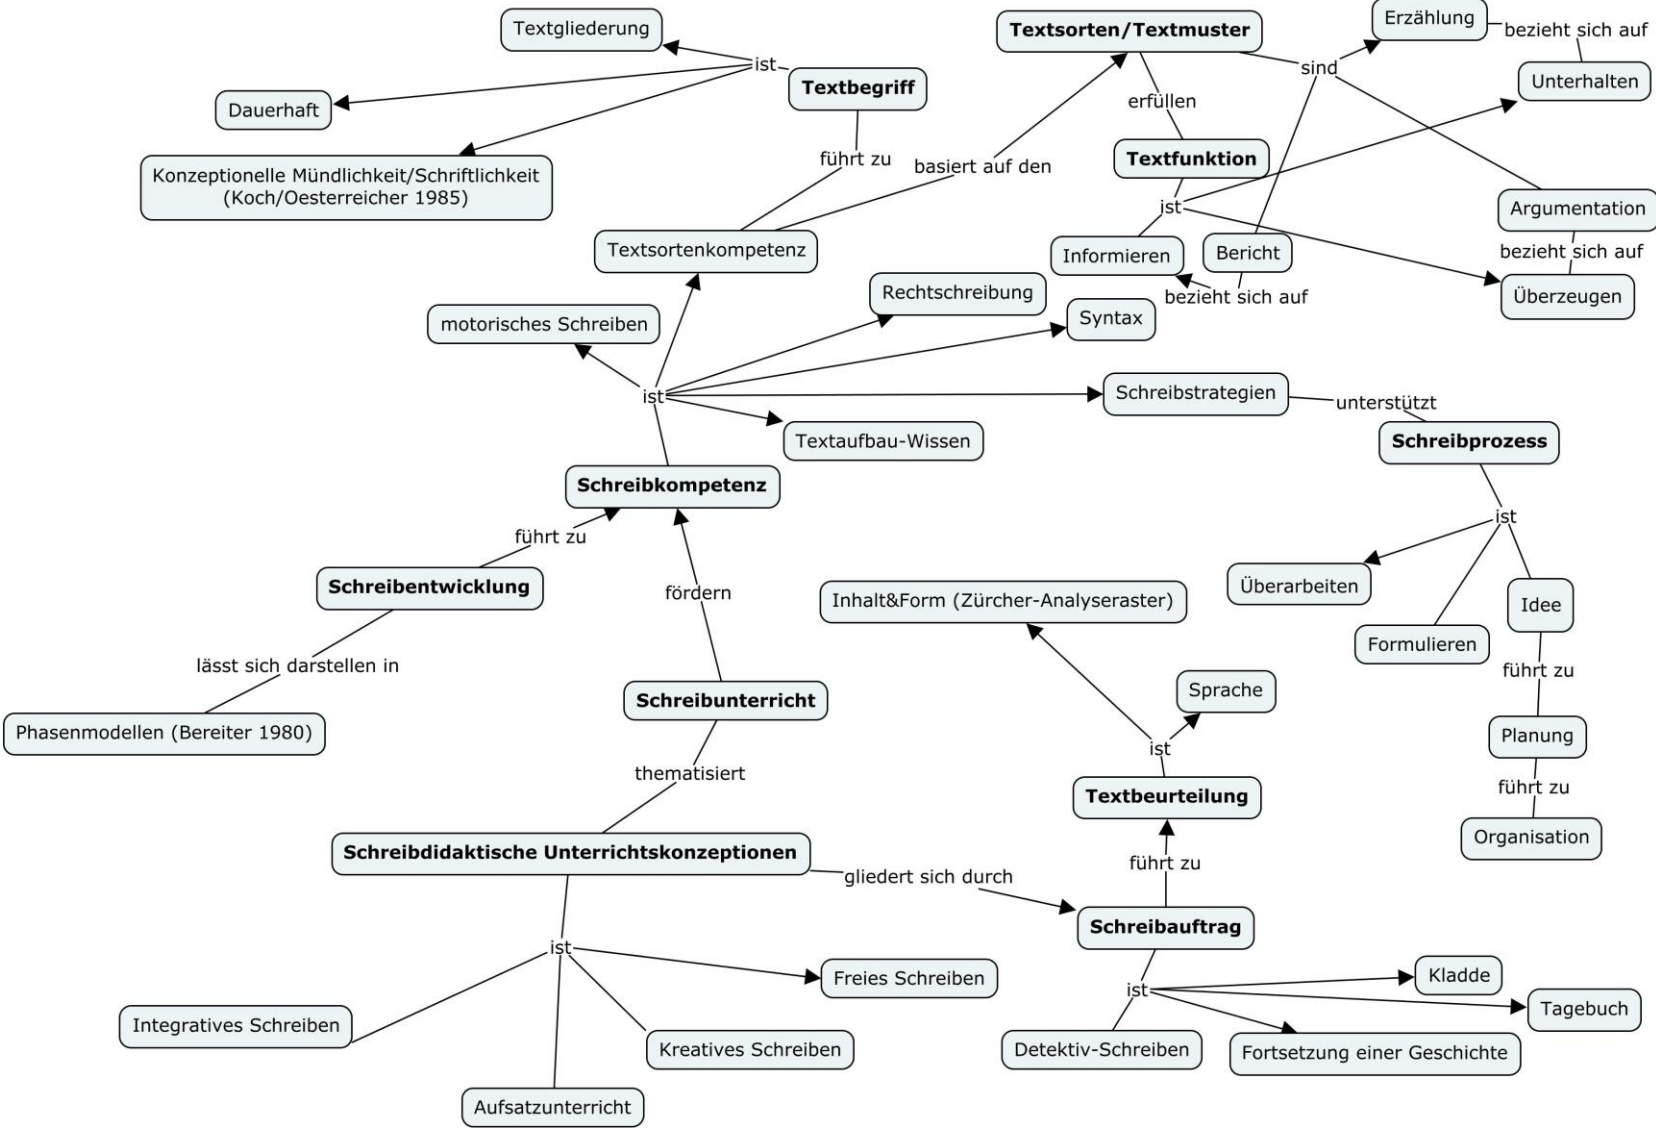 Erzählung
Textgliederung
Textsorten/Textmuster
bezieht sich auf
ist
sind
Unterhalten
Textbegriff
Dauerhaft
erfüllen
führt zu
basiert auf den
Textfunktion
Konzeptionelle Mündlichkeit/Schriftlichkeit
(Koch/Oesterreicher 1985)
ist
Argumentation
Textsortenkompetenz
Informieren
Bericht
bezieht sich auf
bezieht sich auf
Überzeugen
Rechtschreibung
Syntax
motorisches Schreiben
ist
Schreibstrategien
unterstützt
Textaufbau-Wissen
Schreibprozess
Schreibkompetenz
ist
führt zu
Schreibentwicklung
fördern
Inhalt&Form (Zürcher-Analyseraster)
Überarbeiten
Idee
Formulieren
lässt sich darstellen in
führt zu
Schreibunterricht
Sprache
Phasenmodellen (Bereiter 1980)
Planung
ist
thematisiert
führt zu
Textbeurteilung
Organisation
Schreibdidaktische Unterrichtskonzeptionen
führt zu
gliedert sich durch
Schreibauftrag
ist
Freies Schreiben
ist
Kladde
Tagebuch
Integratives Schreiben
Kreatives Schreiben
Detektiv-Schreiben
Fortsetzung einer Geschichte
Aufsatzunterricht